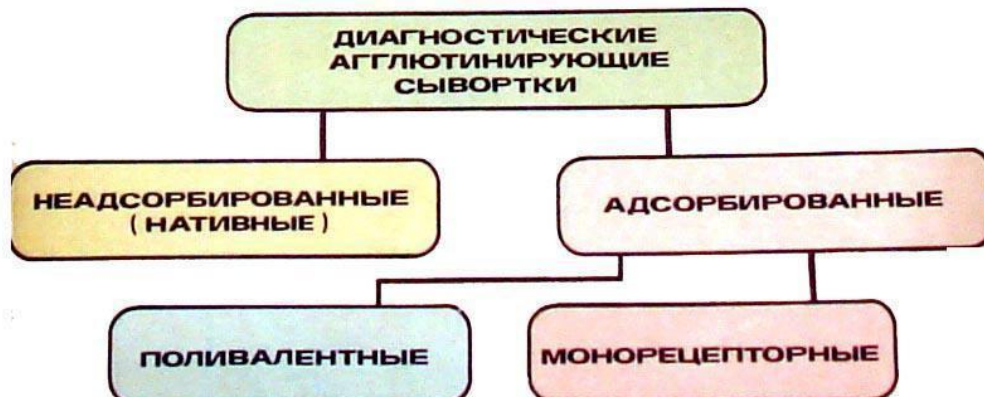 ДИАГНОСТИЧЕСКИЕ
АГГЛЮТИНИРУЮЩИЕ
СЫВОРТКИ
НЕАДСОРБИРОВАННЫЕ
( НАТИВНЫЕ )
АДСОРБИРОВАННЫЕ
ПОЛИВАЛЕНТНЫЕ
МОНОРЕЦЕПТОРНЫЕ